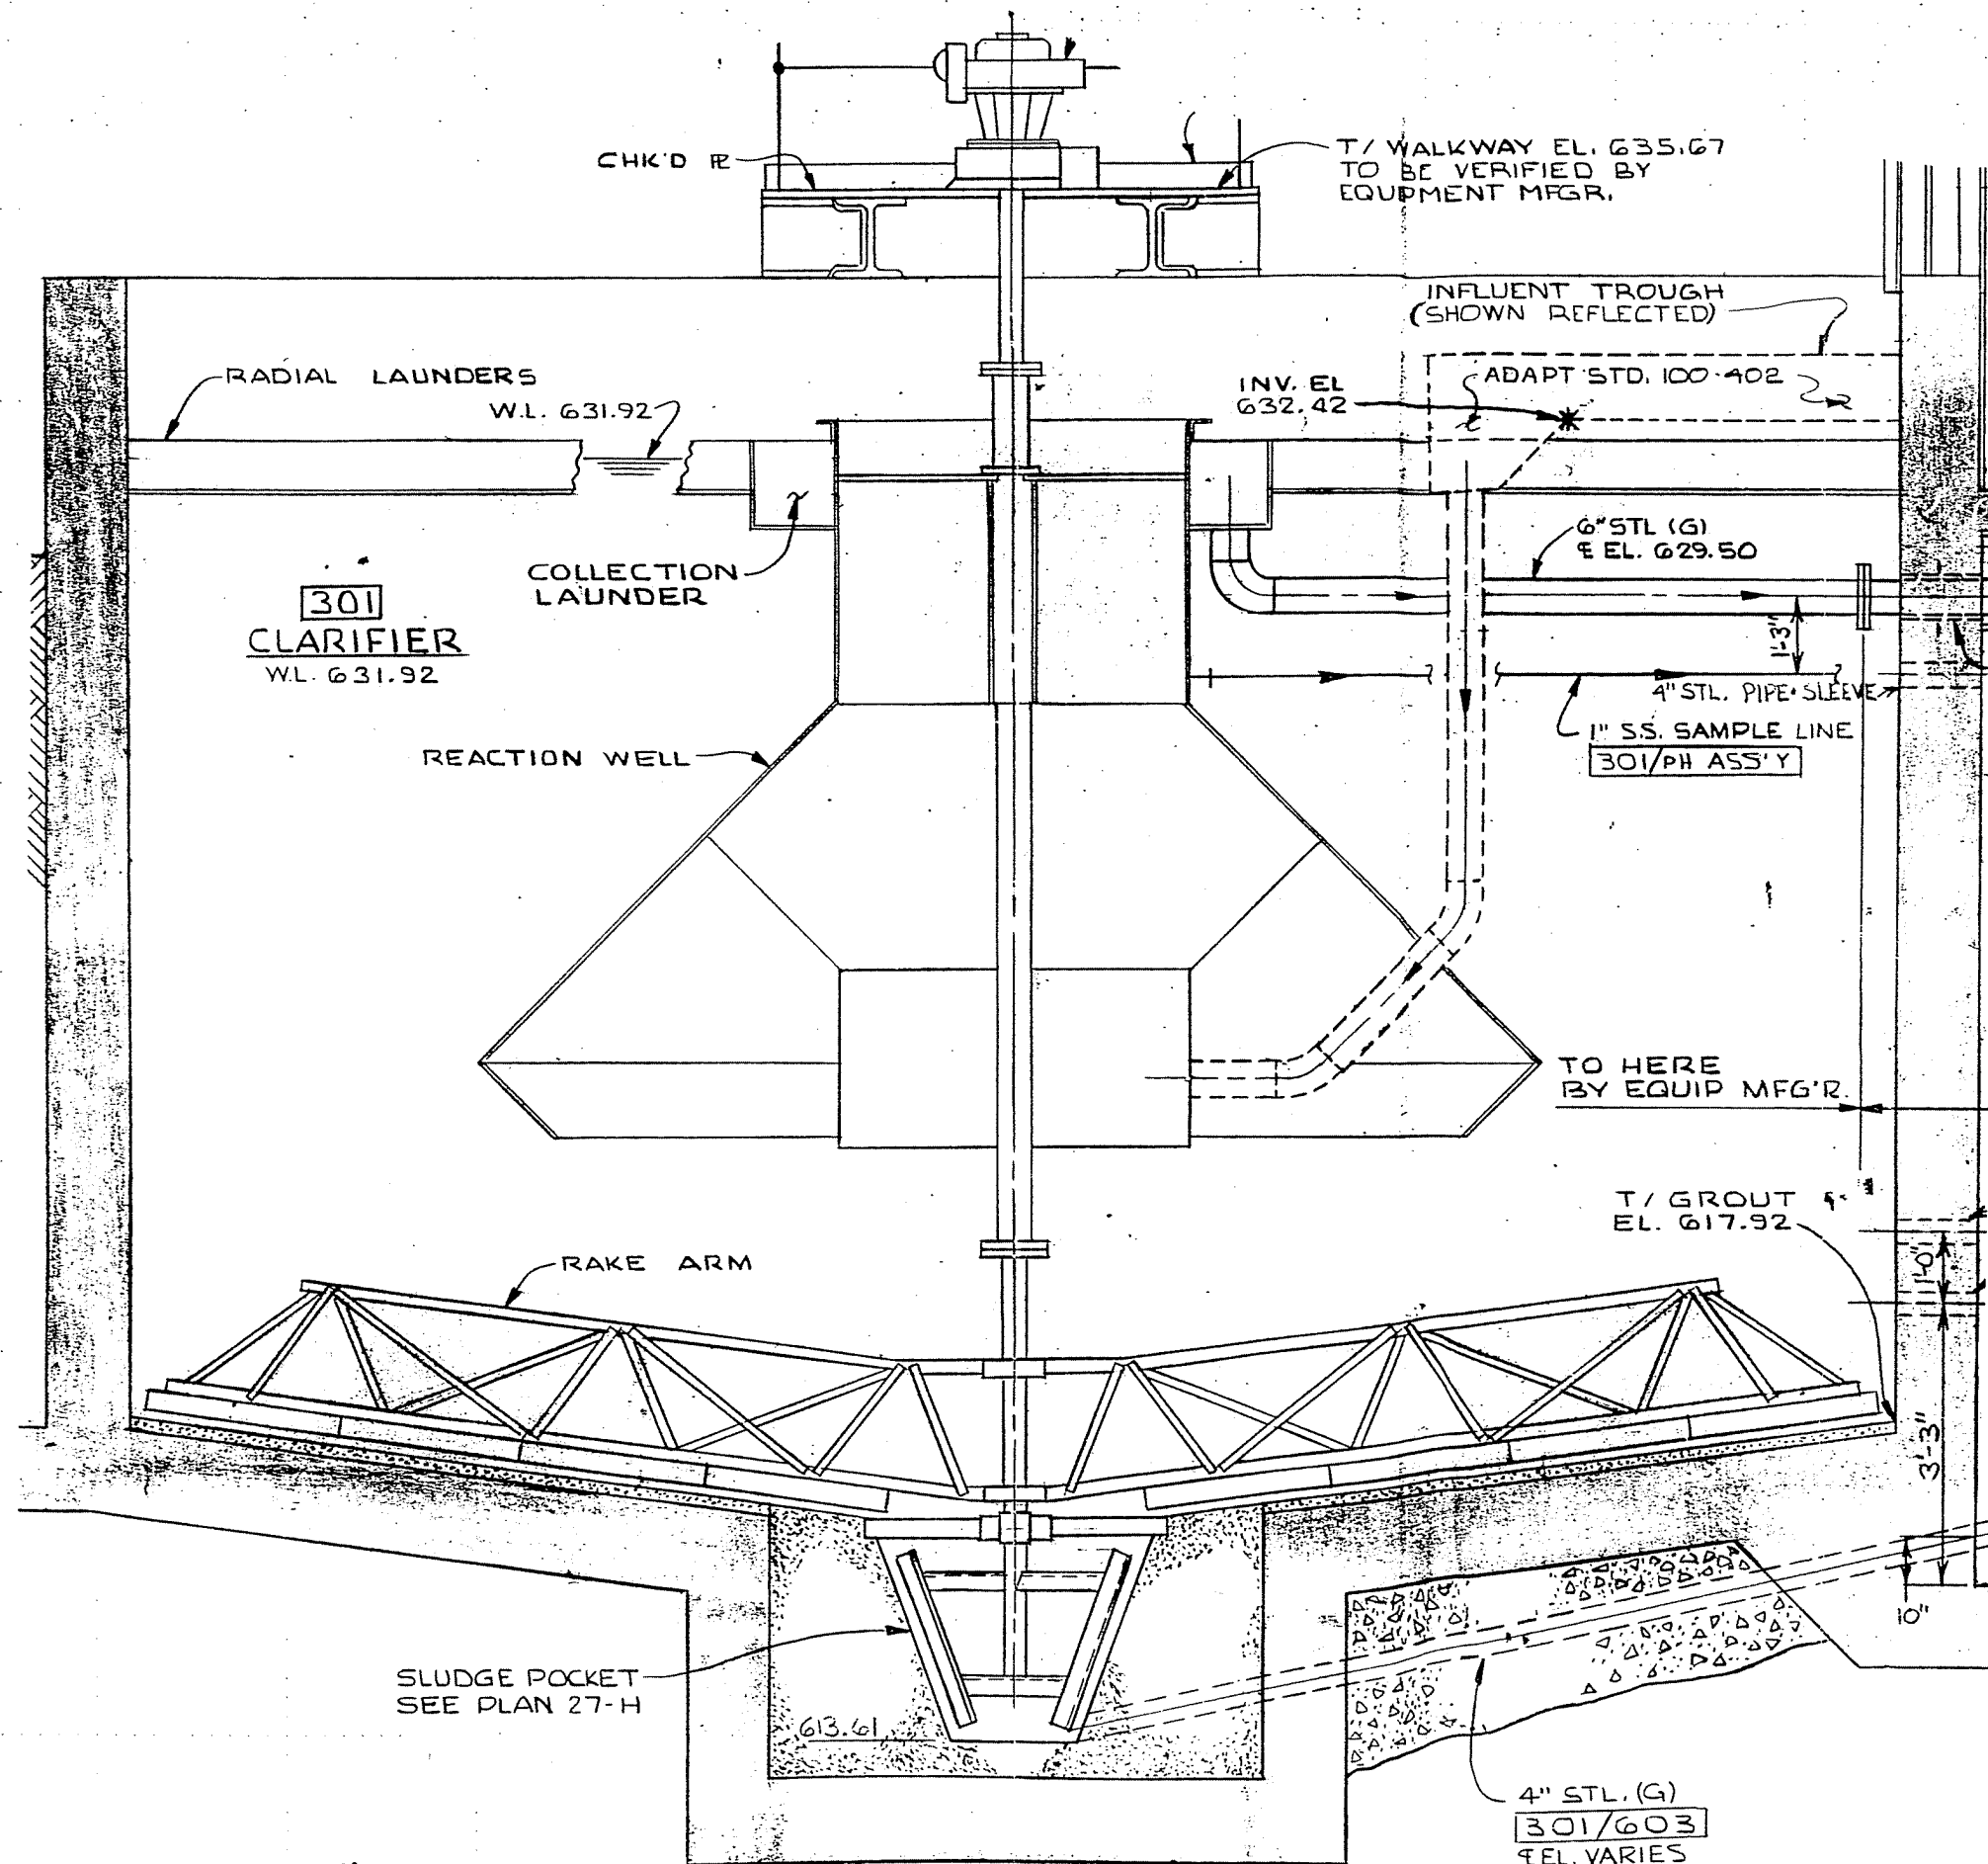 CHK'D PL
T/ WALKWAY EL. 635.67
TO BE VERIFIED BY
EQUPMENT MFGR.
INFLUENT TROUGH
(SHOWN REFLECTED)
RADIAL LAUNDERS
W.L. 631.92
INV. EL
632.42
ADAPT STD. 100-402
6" STL (G)
℄ EL. 629.50
COLLECTION
LAUNDER
301
CLARIFIER
W.L. 631.92
1'-3"
4" STL. PIPE SLEEVE
1" S.S. SAMPLE LINE
301/PH ASS'Y
REACTION WELL
TO HERE
BY EQUIP MFG'R.
T/ GROUT
EL. 617.92
RAKE ARM
1'-0"
3'-3"
10"
SLUDGE POCKET
SEE PLAN 27-H
613.61
4" STL. (G)
301/603
℄ EL. VARIES